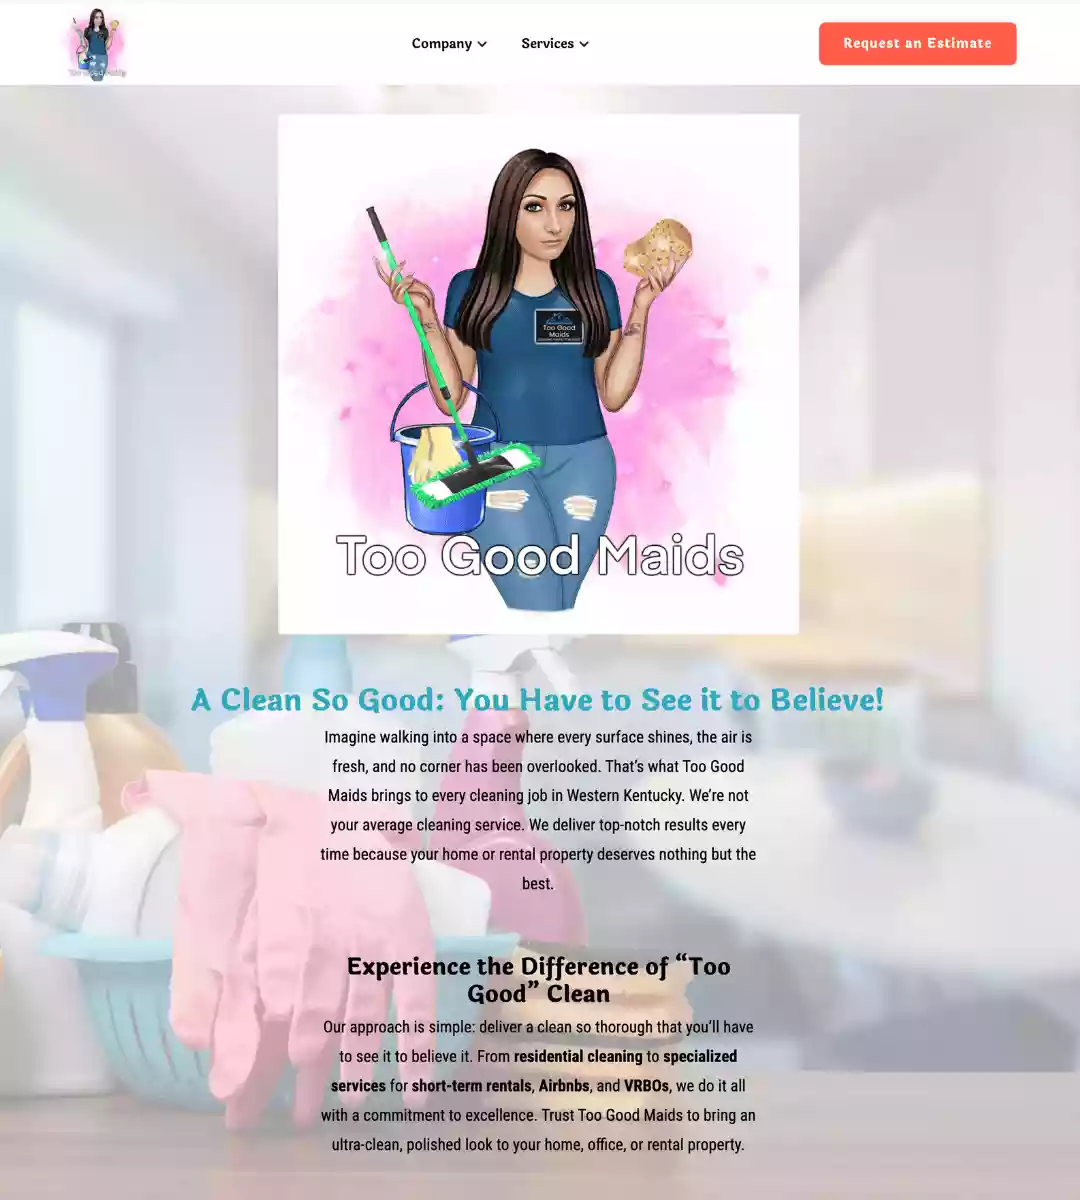 Too Good Maids
Company
Services
Request an Estimate
Too Good
Maids
Too Good Maids
A Clean So Good: You Have to See it to Believe!
Imagine walking into a space where every surface shines, the air is
fresh, and no corner has been overlooked. That’s what Too Good
Maids brings to every cleaning job in Western Kentucky. We’re not
your average cleaning service. We deliver top-notch results every
time because your home or rental property deserves nothing but the
best.
Experience the Difference of “Too
Good” Clean
Our approach is simple: deliver a clean so thorough that you’ll have
to see it to believe it. From residential cleaning to specialized
services for short-term rentals, Airbnbs, and VRBOs, we do it all
with a commitment to excellence. Trust Too Good Maids to bring an
ultra-clean, polished look to your home, office, or rental property.